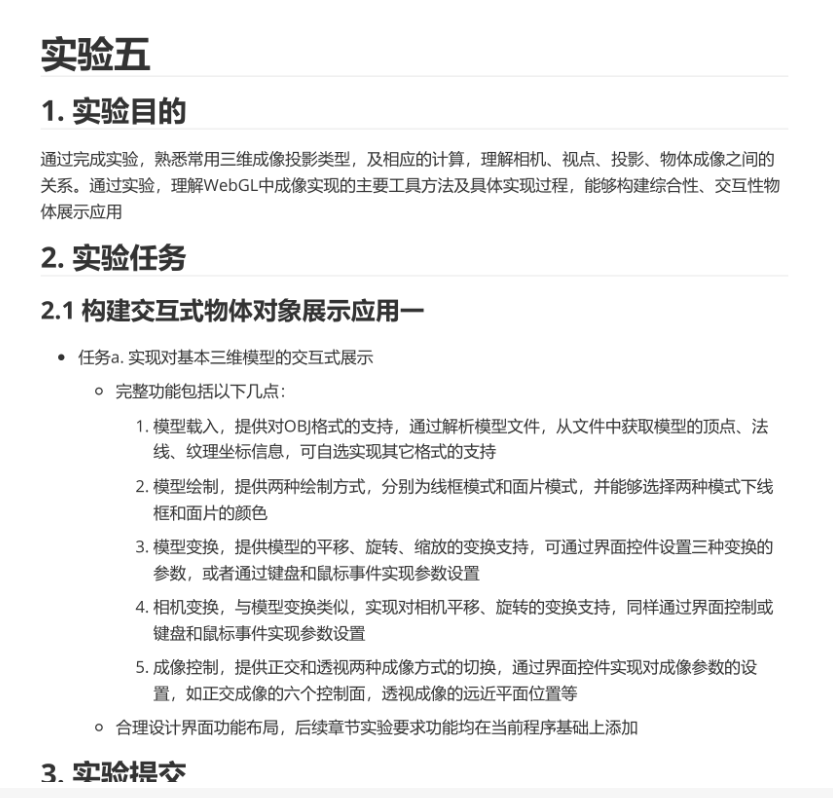 实验五
1. 实验目的
通过完成实验，熟悉常用三维成像投影类型，及相应的计算，理解相机、视点、投影、物体成像之间的
关系。通过实验，理解WebGL中成像实现的主要工具方法及具体实现过程，能够构建综合性、交互性物
体展示应用
2. 实验任务
2.1 构建交互式物体对象展示应用一
• 任务a. 实现对基本三维模型的交互式展示
○ 完整功能包括以下几点：
1. 模型载入，提供对OBJ格式的支持，通过解析模型文件，从文件中获取模型的顶点、法
线、纹理坐标信息，可自选实现其它格式的支持
2. 模型绘制，提供两种绘制方式，分别为线框模式和面片模式，并能够选择两种模式下线
框和面片的颜色
3. 模型变换，提供模型的平移、旋转、缩放的变换支持，可通过界面控件设置三种变换的
参数，或者通过键盘和鼠标事件实现参数设置
4. 相机变换，与模型变换类似，实现对相机平移、旋转的变换支持，同样通过界面控制或
键盘和鼠标事件实现参数设置
5. 成像控制，提供正交和透视两种成像方式的切换，通过界面控件实现对成像参数的设
置，如正交成像的六个控制面，透视成像的远近平面位置等
○ 合理设计界面功能布局，后续章节实验要求功能均在当前程序基础上添加
3. 实验提交